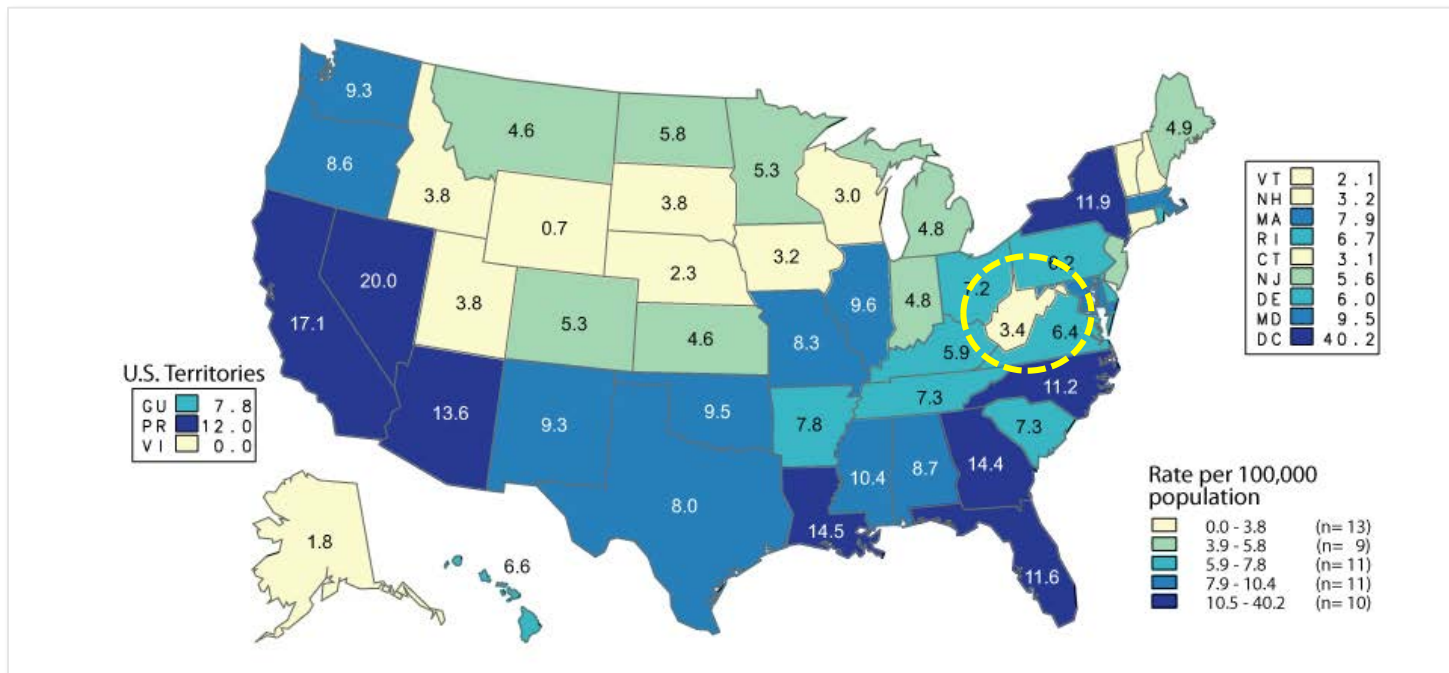 9.3
4.6
5.8
4.9
8.6
5.3
3.8
3.8
3.0
11.9
0.7
4.8
3.2
6.2
20.0
2.3
7.2
17.1
3.8
9.6
4.8
5.3
4.6
8.3
3.4
6.4
5.9
11.2
13.6
9.3
9.5
7.8
7.3
7.3
8.0
10.4
8.7
14.4
14.5
11.6
1.8
6.6
VT 2.1
NH 3.2
MA 7.9
RI 6.7
CT 3.1
NJ 5.6
DE 6.0
MD 9.5
DC 40.2
U.S. Territories
GU 7.8
PR 12.0
VI 0.0
Rate per 100,000
population
0.0 - 3.8 (n= 13)
3.9 - 5.8 (n= 9)
5.9 - 7.8 (n= 11)
7.9 - 10.4 (n= 11)
10.5 - 40.2 (n= 10)